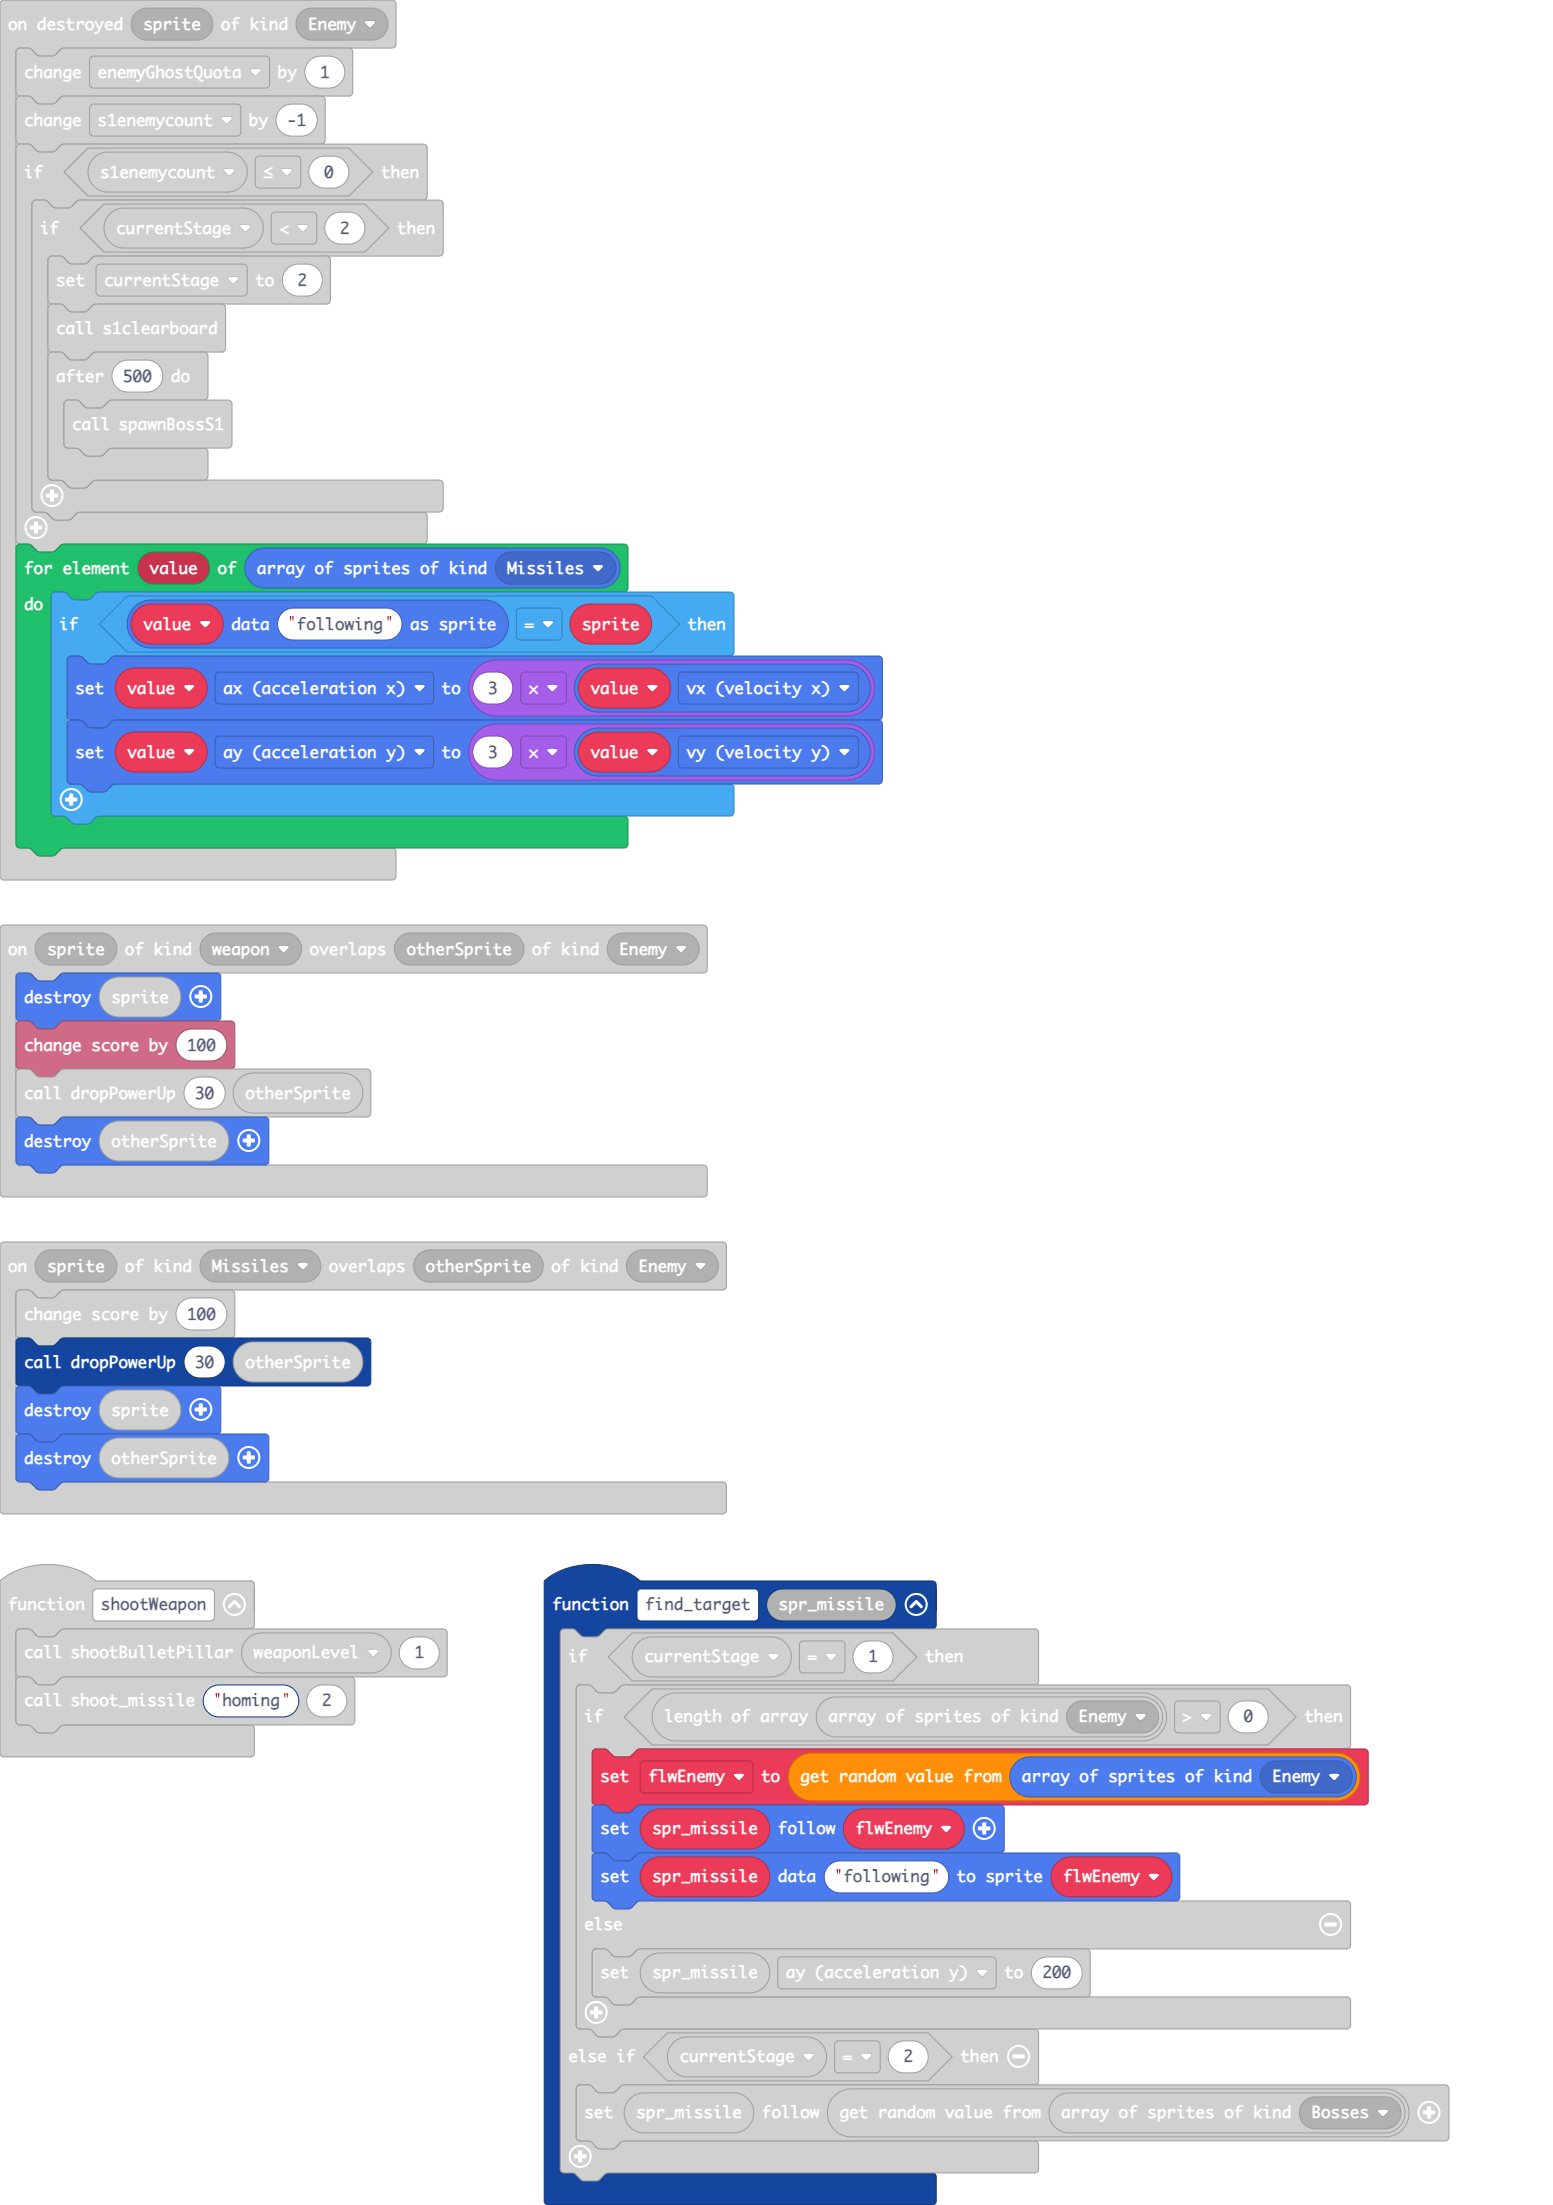 on destroyed sprite of kind Enemy
change enemyGhostQuota by 1
change s1enemycount by -1
if s1enemycount ≤ 0 then
if currentStage < 2 then
set currentStage to 2
call s1clearboard
after 500 do
call spawnBossS1
for element value of array of sprites of kind Missiles
do
if value data "following" as sprite = sprite then
set value ax (acceleration x) to 3 × value vx (velocity x)
set value ay (acceleration y) to 3 × value vy (velocity y)
on sprite of kind weapon overlaps otherSprite of kind Enemy
destroy sprite
change score by 100
call dropPowerUp 30 otherSprite
destroy otherSprite
on sprite of kind Missiles overlaps otherSprite of kind Enemy
change score by 100
call dropPowerUp 30 otherSprite
destroy sprite
destroy otherSprite
function shootWeapon
call shootBulletPillar weaponLevel 1
call shoot_missile "homing" 2
function find_target spr_missile
if currentStage = 1 then
if length of array array of sprites of kind Enemy > 0 then
set flwEnemy to get random value from array of sprites of kind Enemy
set spr_missile follow flwEnemy
set spr_missile data "following" to sprite flwEnemy
else
set spr_missile ay (acceleration y) to 200
else if currentStage = 2 then
set spr_missile follow get random value from array of sprites of kind Bosses